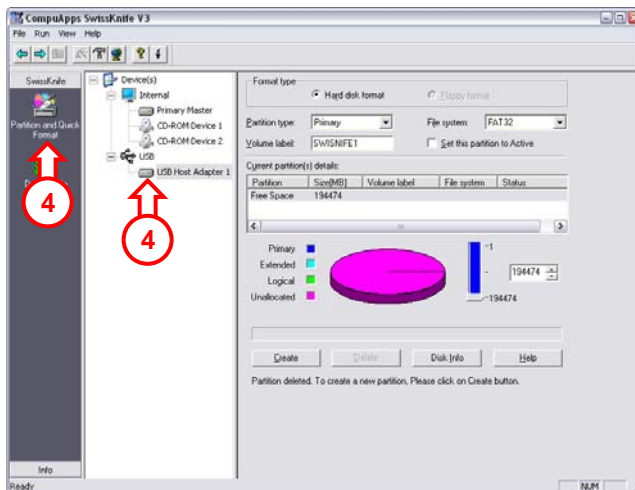 CompuApps SwissKnife V3
File Run View Help
SwissKnife
Partition and Quick
Format
4
Info
Device(s)
Internal
Primary Master
CD-ROM Device 1
CD-ROM Device 2
USB
USB Host Adapter 1
4
Format type
Hard disk format
Floppy format
Partition type: Primary
File system: FAT32
Volume label: SWISNIFE1
Set this partition to Active
Current partition(s) details:
Partition Size[MB] Volume label File system Status
Free Space 194474
Primary
Extended
Logical
Unallocated
-1
-
-194474
194474
Create Delete Disk Info Help
Partition deleted. To create a new partition, Please click on Create button.
Ready
NUM